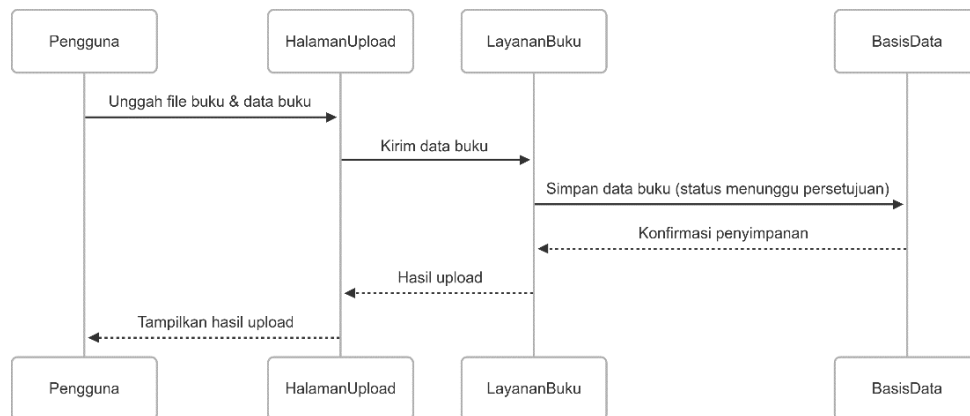 Pengguna
HalamanUpload
LayananBuku
BasisData
Unggah file buku & data buku
Kirim data buku
Simpan data buku (status menunggu persetujuan)
Konfirmasi penyimpanan
Hasil upload
Tampilkan hasil upload
Pengguna
HalamanUpload
LayananBuku
BasisData